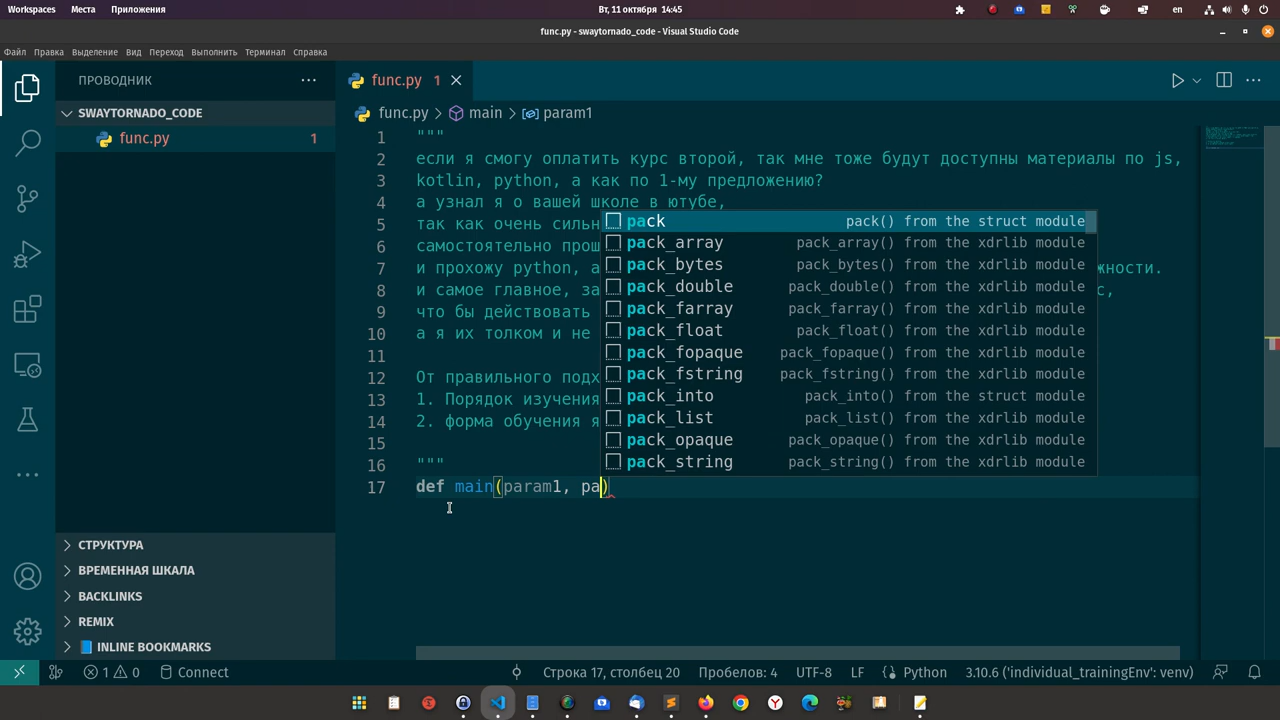 Workspaces Места Приложения Вт, 11 октября 14:45 en
func.py - swaytornado_code - Visual Studio Code
Файл Правка Выделение Вид Переход Выполнить Терминал Справка
ПРОВОДНИК
func.py 1
SWAYTORNADO_CODE
func.py > main > param1
func.py 1
1 """
2 если я смогу оплатить курс второй, так мне тоже будут доступны материалы по js,
3 kotlin, python, а как по 1-му предложению?
4 а узнал я о вашей школе в ютубе,
5 так как очень сильн
6 самостоятельно прош
7 и прохожу python, а жности.
8 и самое главное, за с,
9 что бы действовать
10 а я их толком и не
11
12 От правильного подх
13 1. Порядок изучения
14 2. форма обучения я
15
16 """
17 def main(param1, pa)
pack pack() from the struct module
pack_array pack_array() from the xdrlib module
pack_bytes pack_bytes() from the xdrlib module
pack_double pack_double() from the xdrlib module
pack_farray pack_farray() from the xdrlib module
pack_float pack_float() from the xdrlib module
pack_fopaque pack_fopaque() from the xdrlib module
pack_fstring pack_fstring() from the xdrlib module
pack_into pack_into() from the struct module
pack_list pack_list() from the xdrlib module
pack_opaque pack_opaque() from the xdrlib module
pack_string pack_string() from the xdrlib module
СТРУКТУРА
ВРЕМЕННАЯ ШКАЛА
BACKLINKS
REMIX
INLINE BOOKMARKS
1 0 Connect Строка 17, столбец 20 Пробелов: 4 UTF-8 LF Python 3.10.6 ('individual_trainingEnv': venv)